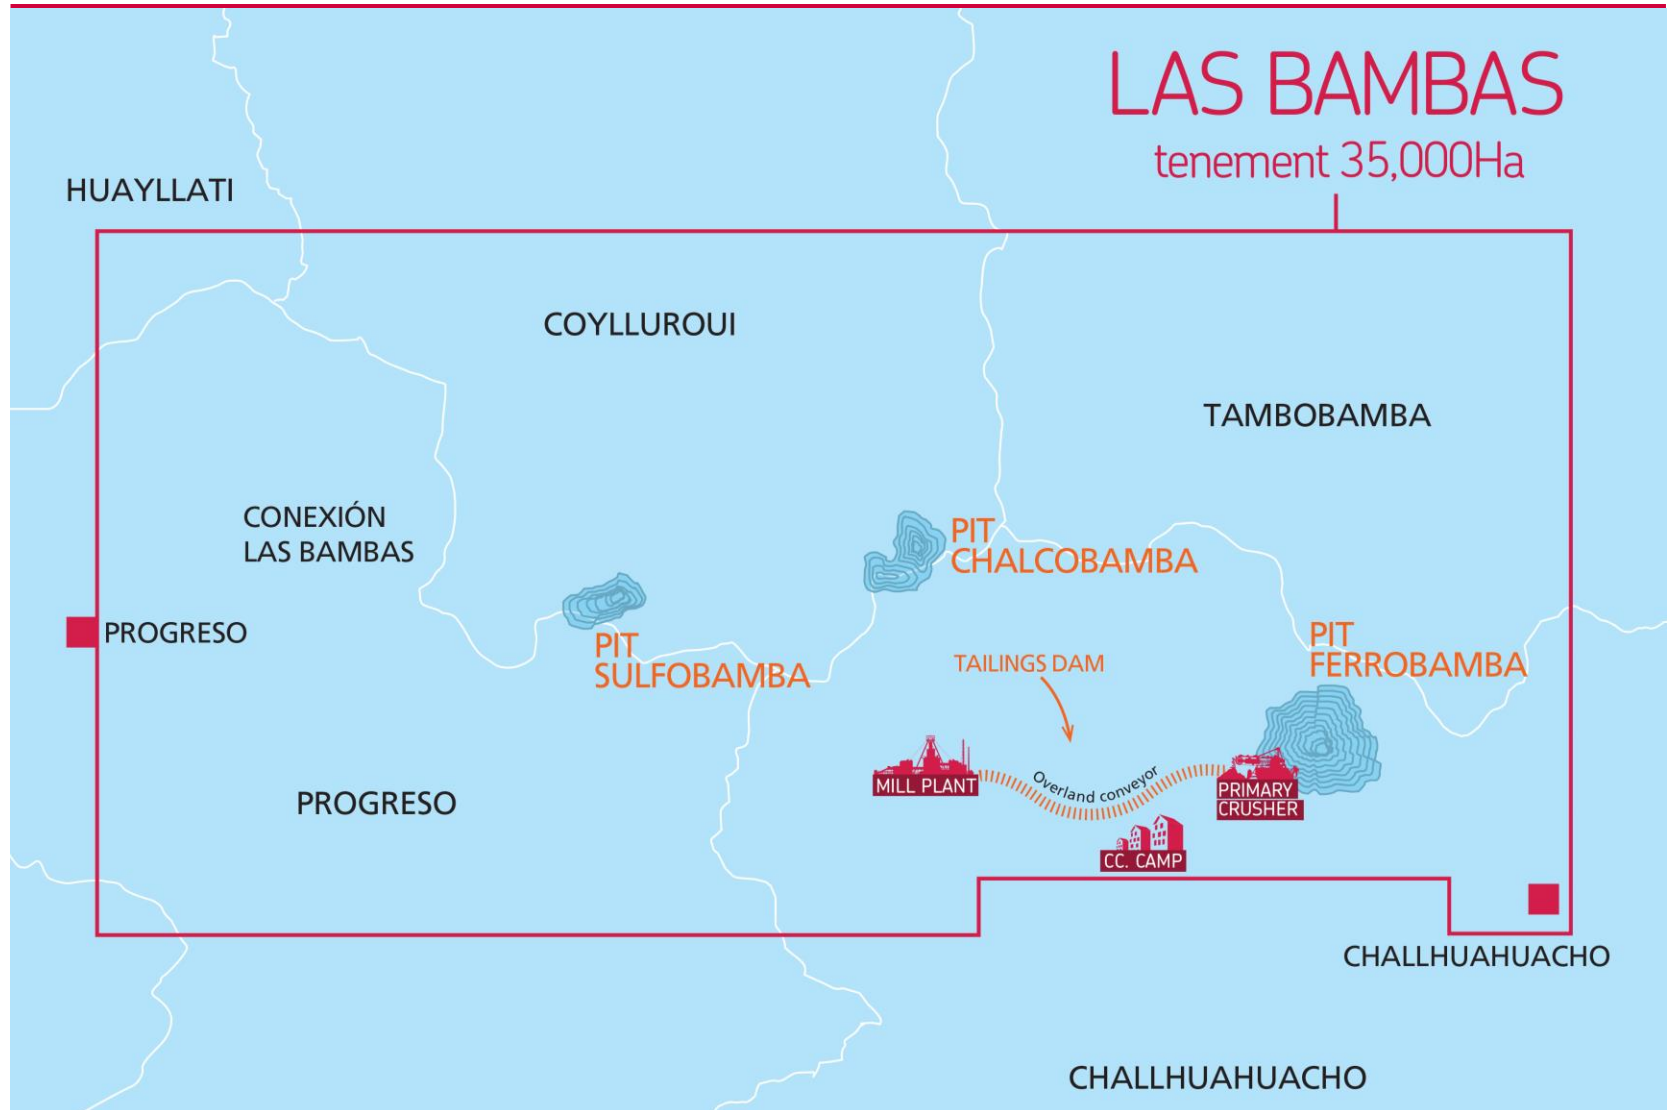 LAS BAMBAS
tenement 35,000Ha
HUAYLLATI
COYLLUROUI
TAMBOBAMBA
CONEXIÓN
LAS BAMBAS
PIT
CHALCOBAMBA
PROGRESO
PIT
SULFOBAMBA
PIT
FERROBAMBA
TAILINGS DAM
MILL PLANT
Overland conveyor
PRIMARY
CRUSHER
PROGRESO
CC. CAMP
CHALLHUAHUACHO
CHALLHUAHUACHO